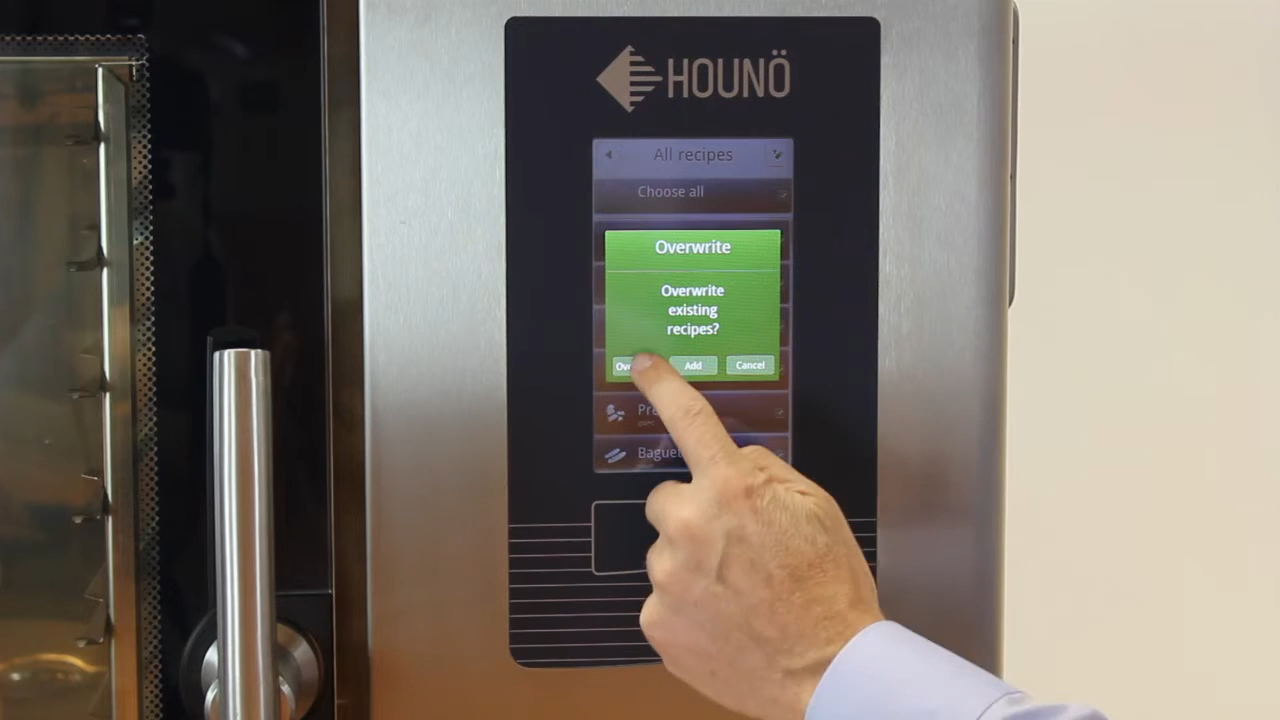 HOUNÖ
All recipes
Choose all
Overwrite
Overwrite
existing
recipes?
Add
Cancel